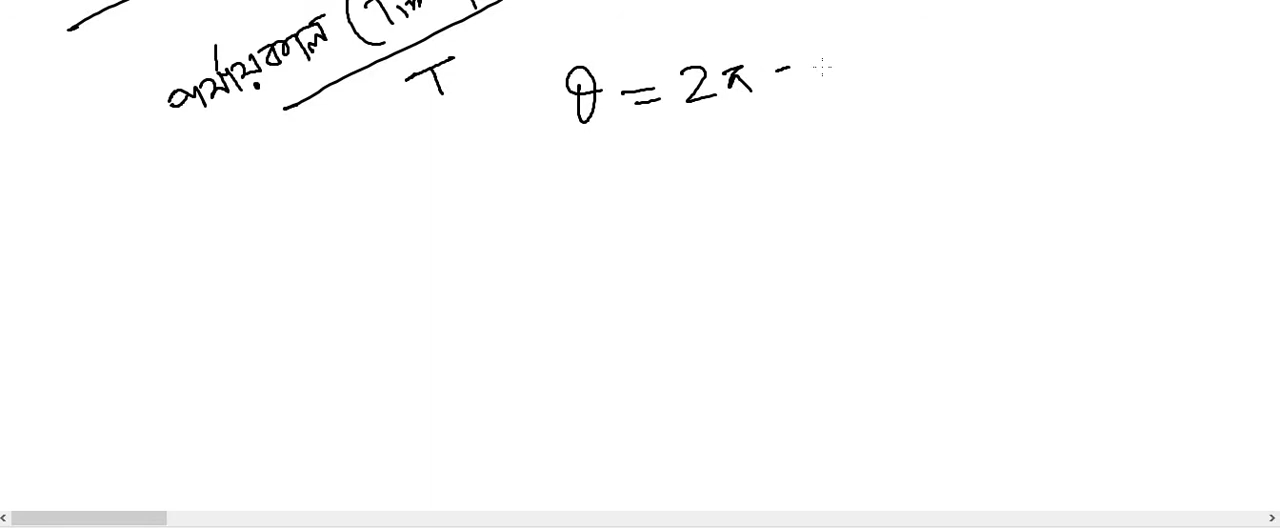 পর্যায়কাল (Tim
T
θ = 2π -